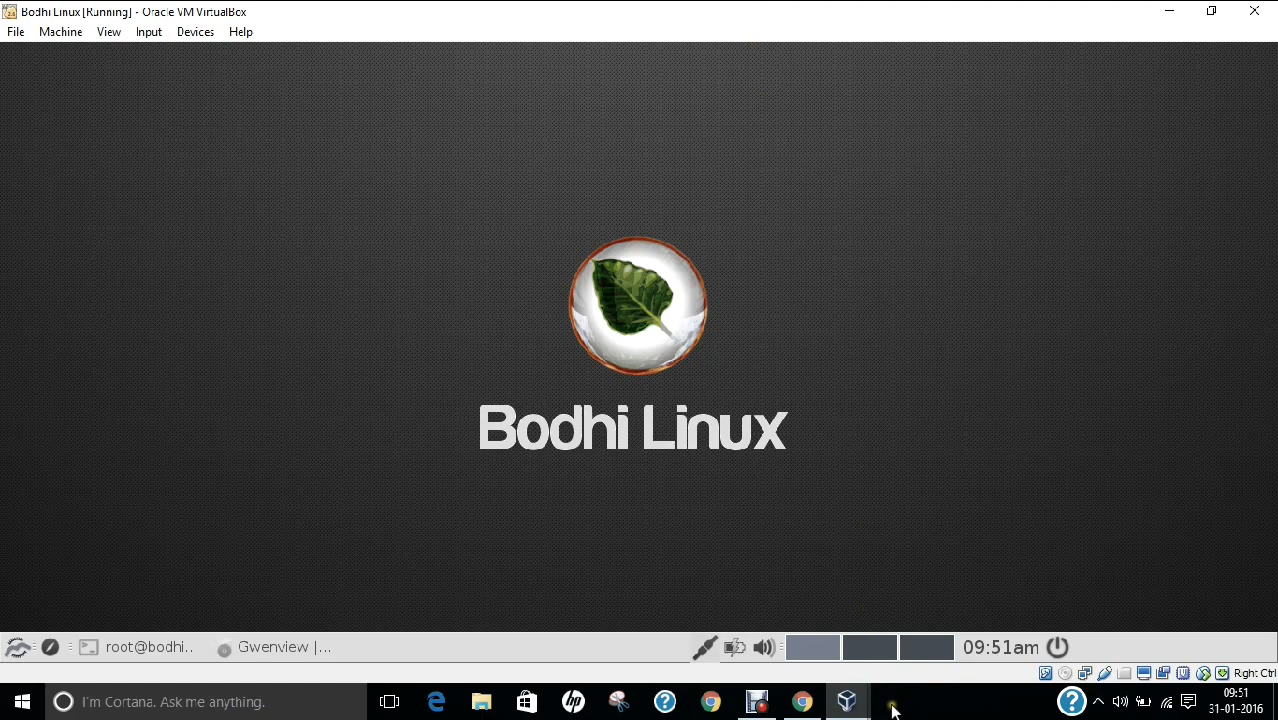 Bodhi Linux [Running] - Oracle VM VirtualBox
File Machine View Input Devices Help
Bodhi Linux
root@bodhi.. Gwenview |... 09:51am
Right Ctrl
I'm Cortana. Ask me anything.
09:51
31-01-2016